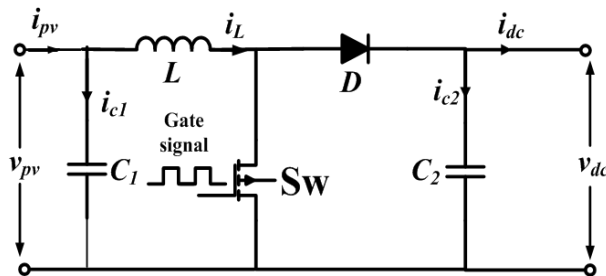 i_pv
i_L
i_dc
L
D
i_c1
i_c2
Gate
signal
v_pv
C_1
Sw
C_2
v_dc